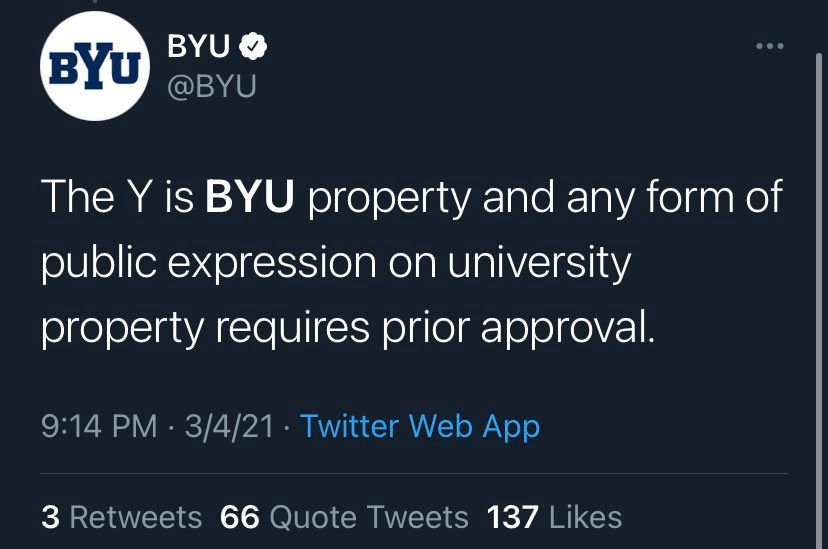 BYU
BYU
@BYU
The Y is BYU property and any form of
public expression on university
property requires prior approval.
9:14 PM · 3/4/21 · Twitter Web App
3 Retweets 66 Quote Tweets 137 Likes